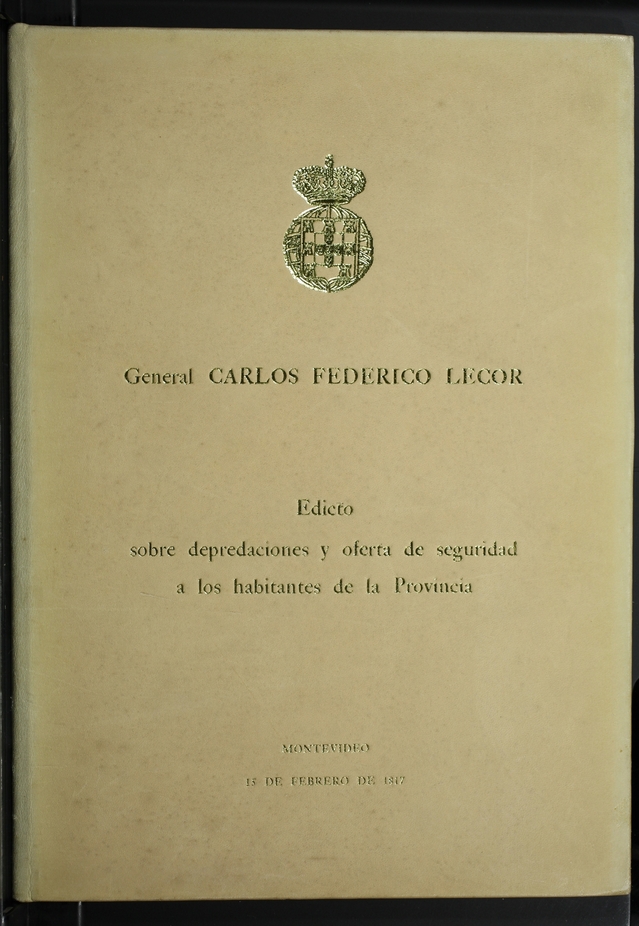 General CARLOS FEDERICO LECOR
Edicto
sobre depredaciones y oferta de seguridad
a los habitantes de la Provincia
MONTEVIDEO
15 DE FEBRERO DE 1817